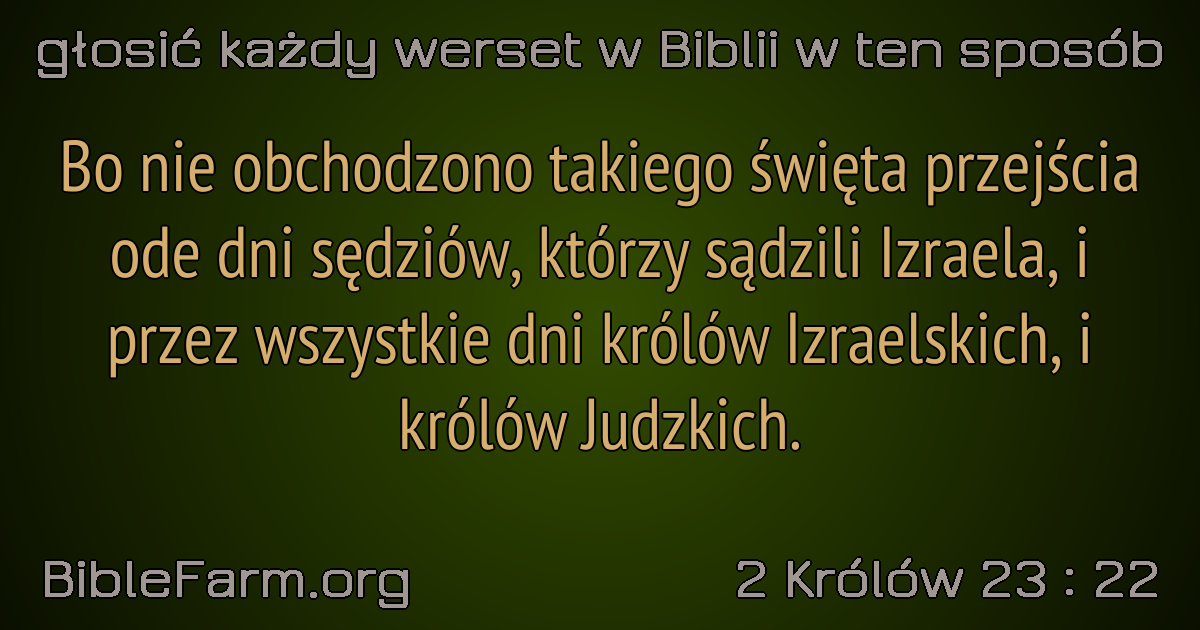 głosić każdy werset w Biblii w ten sposób
Bo nie obchodzono takiego święta przejścia
ode dni sędziów, którzy sądzili Izraela, i
przez wszystkie dni królów Izraelskich, i
królów Judzkich.
BibleFarm.org
2 Królów 23 : 22